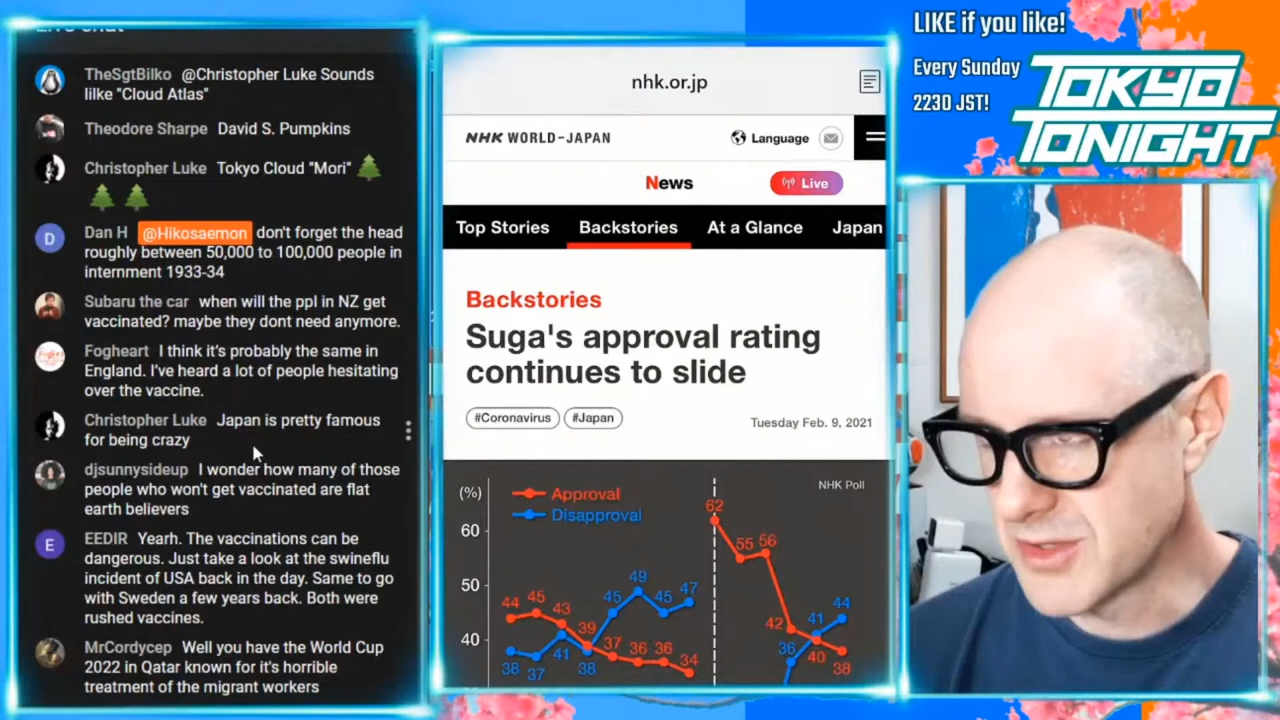 Live chat
TheSgtBilko @Christopher Luke Sounds
lilke "Cloud Atlas"
Theodore Sharpe David S. Pumpkins
Christopher Luke Tokyo Cloud "Mori"
Dan H @Hikosaemon don't forget the head
roughly between 50,000 to 100,000 people in
internment 1933-34
Subaru the car when will the ppl in NZ get
vaccinated? maybe they dont need anymore.
Fogheart I think it's probably the same in
England. I've heard a lot of people hesitating
over the vaccine.
Christopher Luke Japan is pretty famous
for being crazy
djsunnysideup I wonder how many of those
people who won't get vaccinated are flat
earth believers
E EEDIR Yearh. The vaccinations can be
dangerous. Just take a look at the swineflu
incident of USA back in the day. Same to go
with Sweden a few years back. Both were
rushed vaccines.
MrCordycep Well you have the World Cup
2022 in Qatar known for it's horrible
treatment of the migrant workers
nhk.or.jp
NHK WORLD-JAPAN
Language
News
Live
Top Stories Backstories At a Glance Japan
Backstories
Suga's approval rating
continues to slide
#Coronavirus #Japan
Tuesday Feb. 9, 2021
(%)
Approval
Disapproval
NHK Poll
60
50
40
44 45 43 39 37 36 36 34
38 37 41 38 45 49 45 47
62 55 56 42 40 38
36 41 44
LIKE if you like!
Every Sunday
2230 JST!
TOKYO
TONIGHT